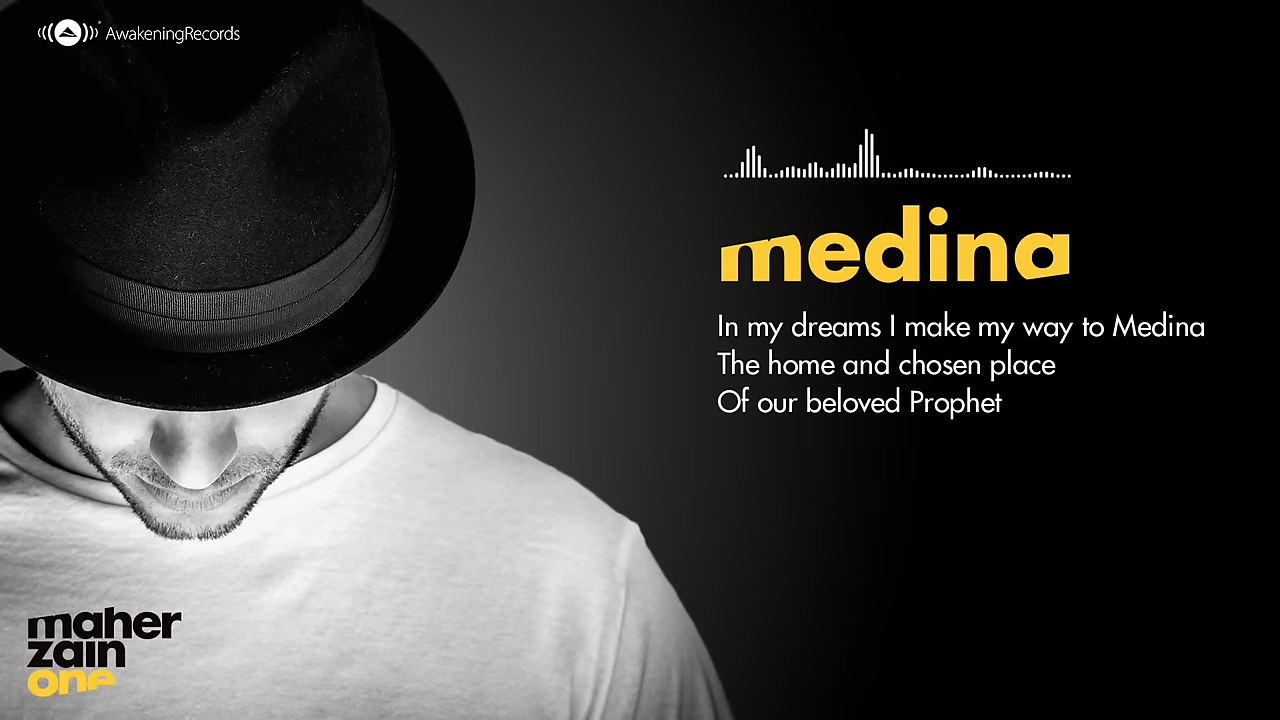 AwakeningRecords
medina
In my dreams I make my way to Medina
The home and chosen place
Of our beloved Prophet
maher
zain
one